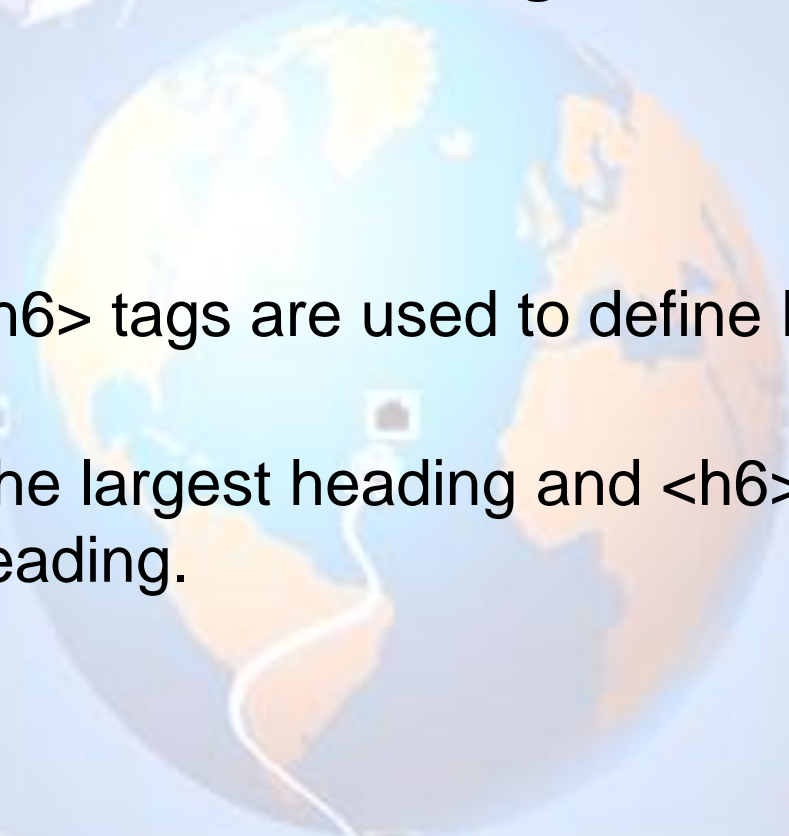 h6> tags are used to define
he largest heading and <h6>
eading.